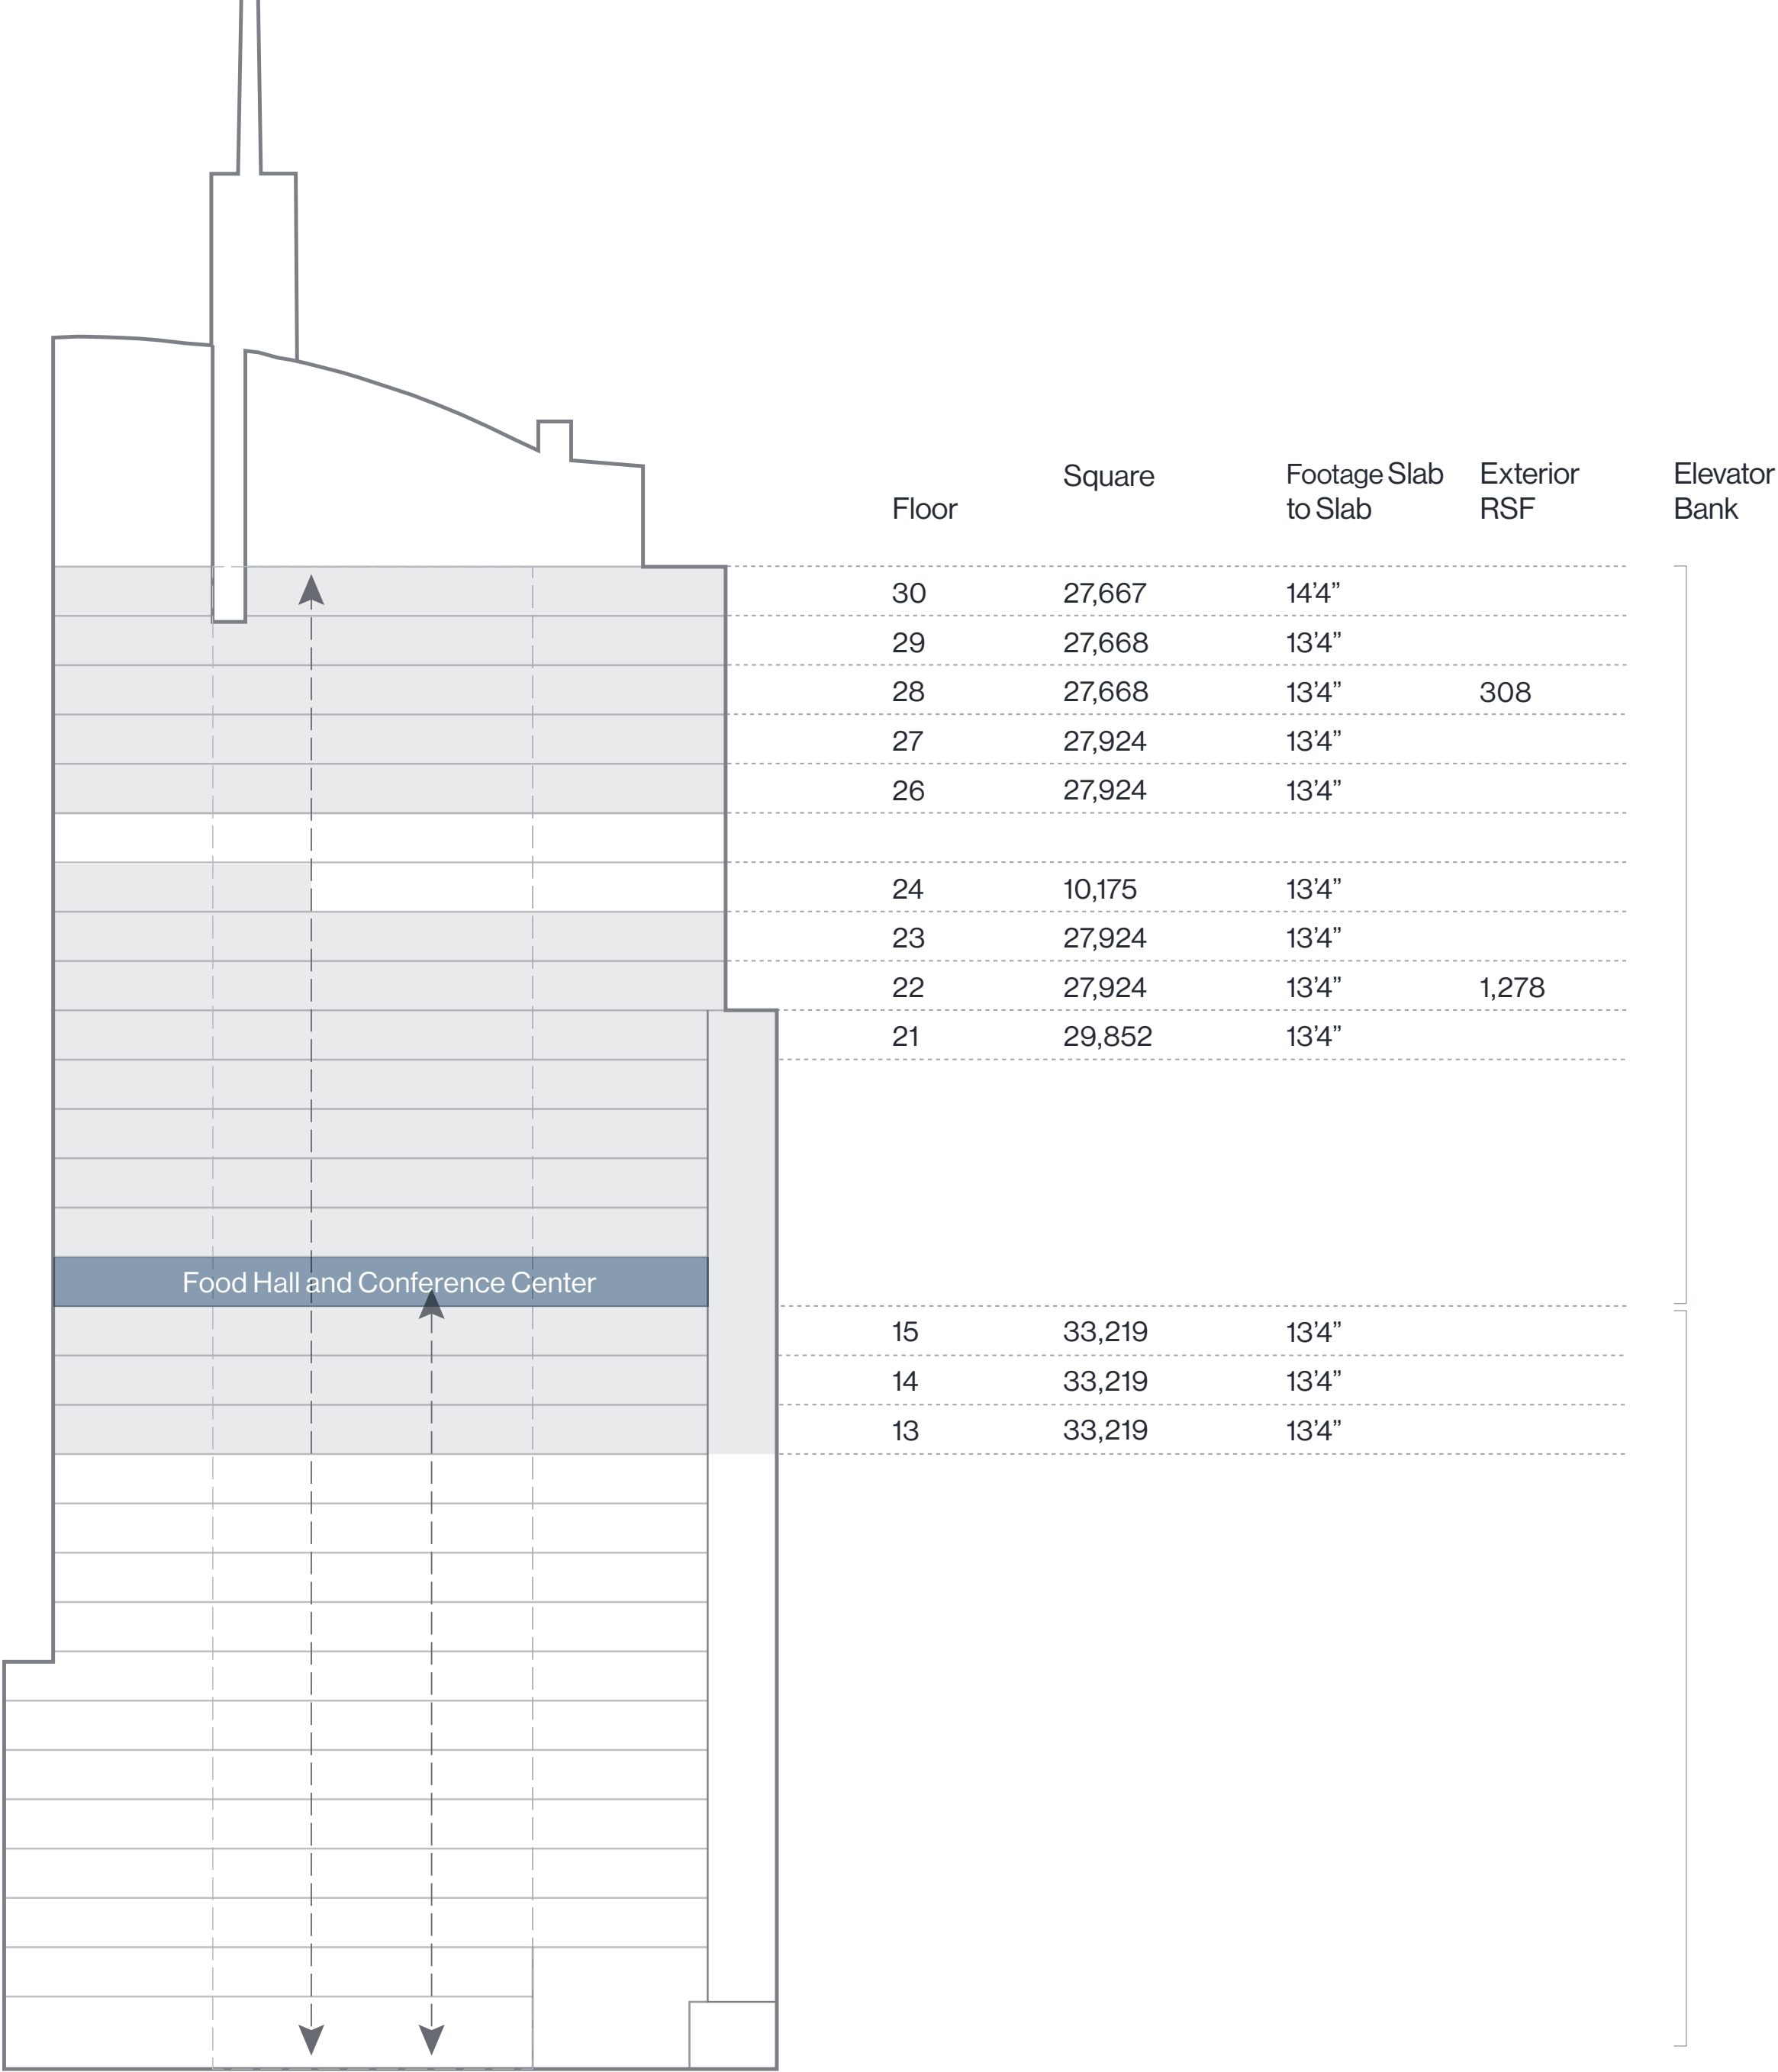 Floor Square Footage Slab to Slab Exterior RSF Elevator Bank
30 27,667 14’4”
29 27,668 13’4”
28 27,668 13’4” 308
27 27,924 13’4”
26 27,924 13’4”
24 10,175 13’4”
23 27,924 13’4”
22 27,924 13’4” 1,278
21 29,852 13’4”
Food Hall and Conference Center
15 33,219 13’4”
14 33,219 13’4”
13 33,219 13’4”